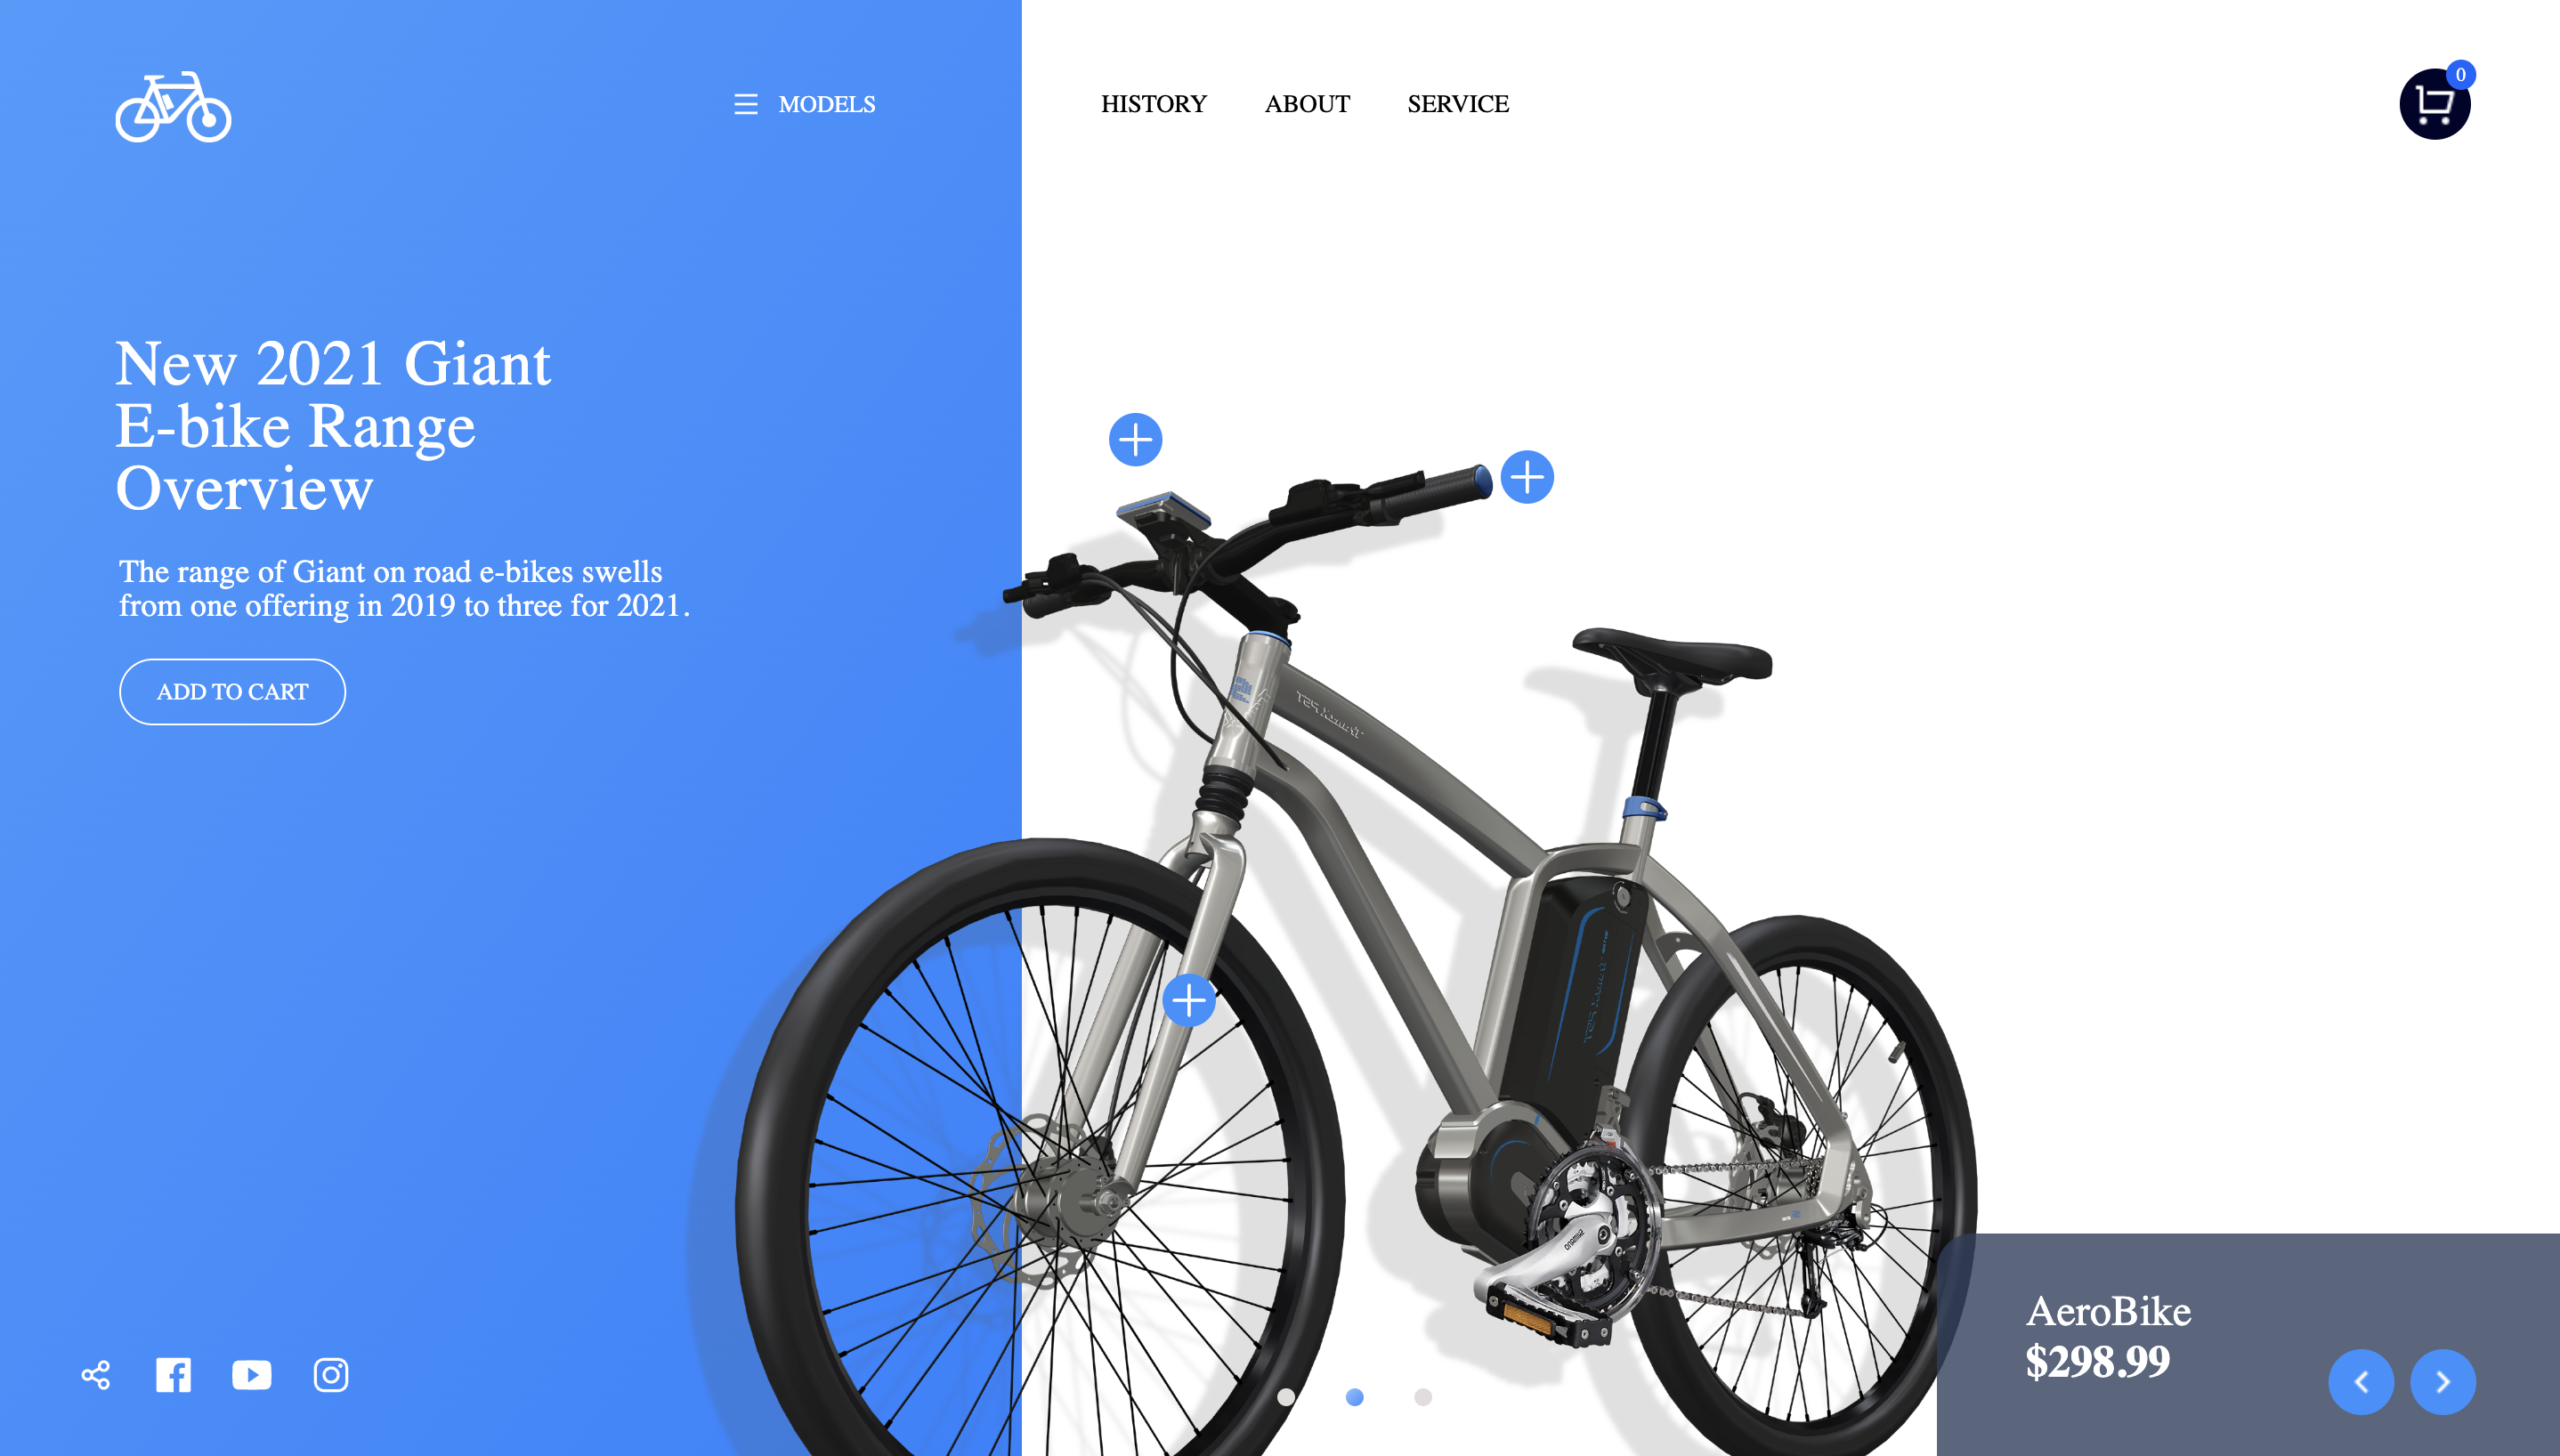 MODELS
HISTORY
ABOUT
SERVICE
0
New 2021 Giant
E-bike Range
Overview
The range of Giant on road e-bikes swells
from one offering in 2019 to three for 2021.
ADD TO CART
AeroBike
$298.99